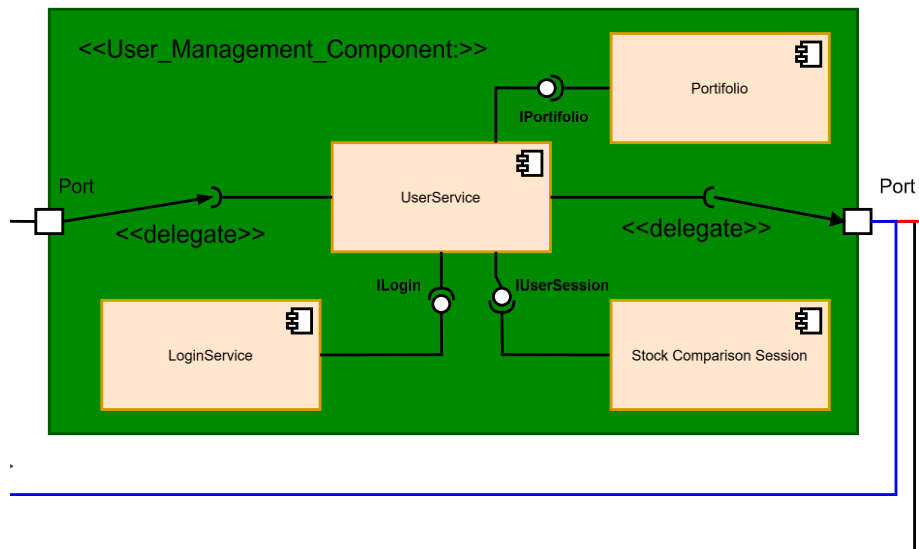 <<User_Management_Component:>>
Portifolio
IPortifolio
Port
UserService
Port
<<delegate>>
<<delegate>>
ILogin
IUserSession
LoginService
Stock Comparison Session